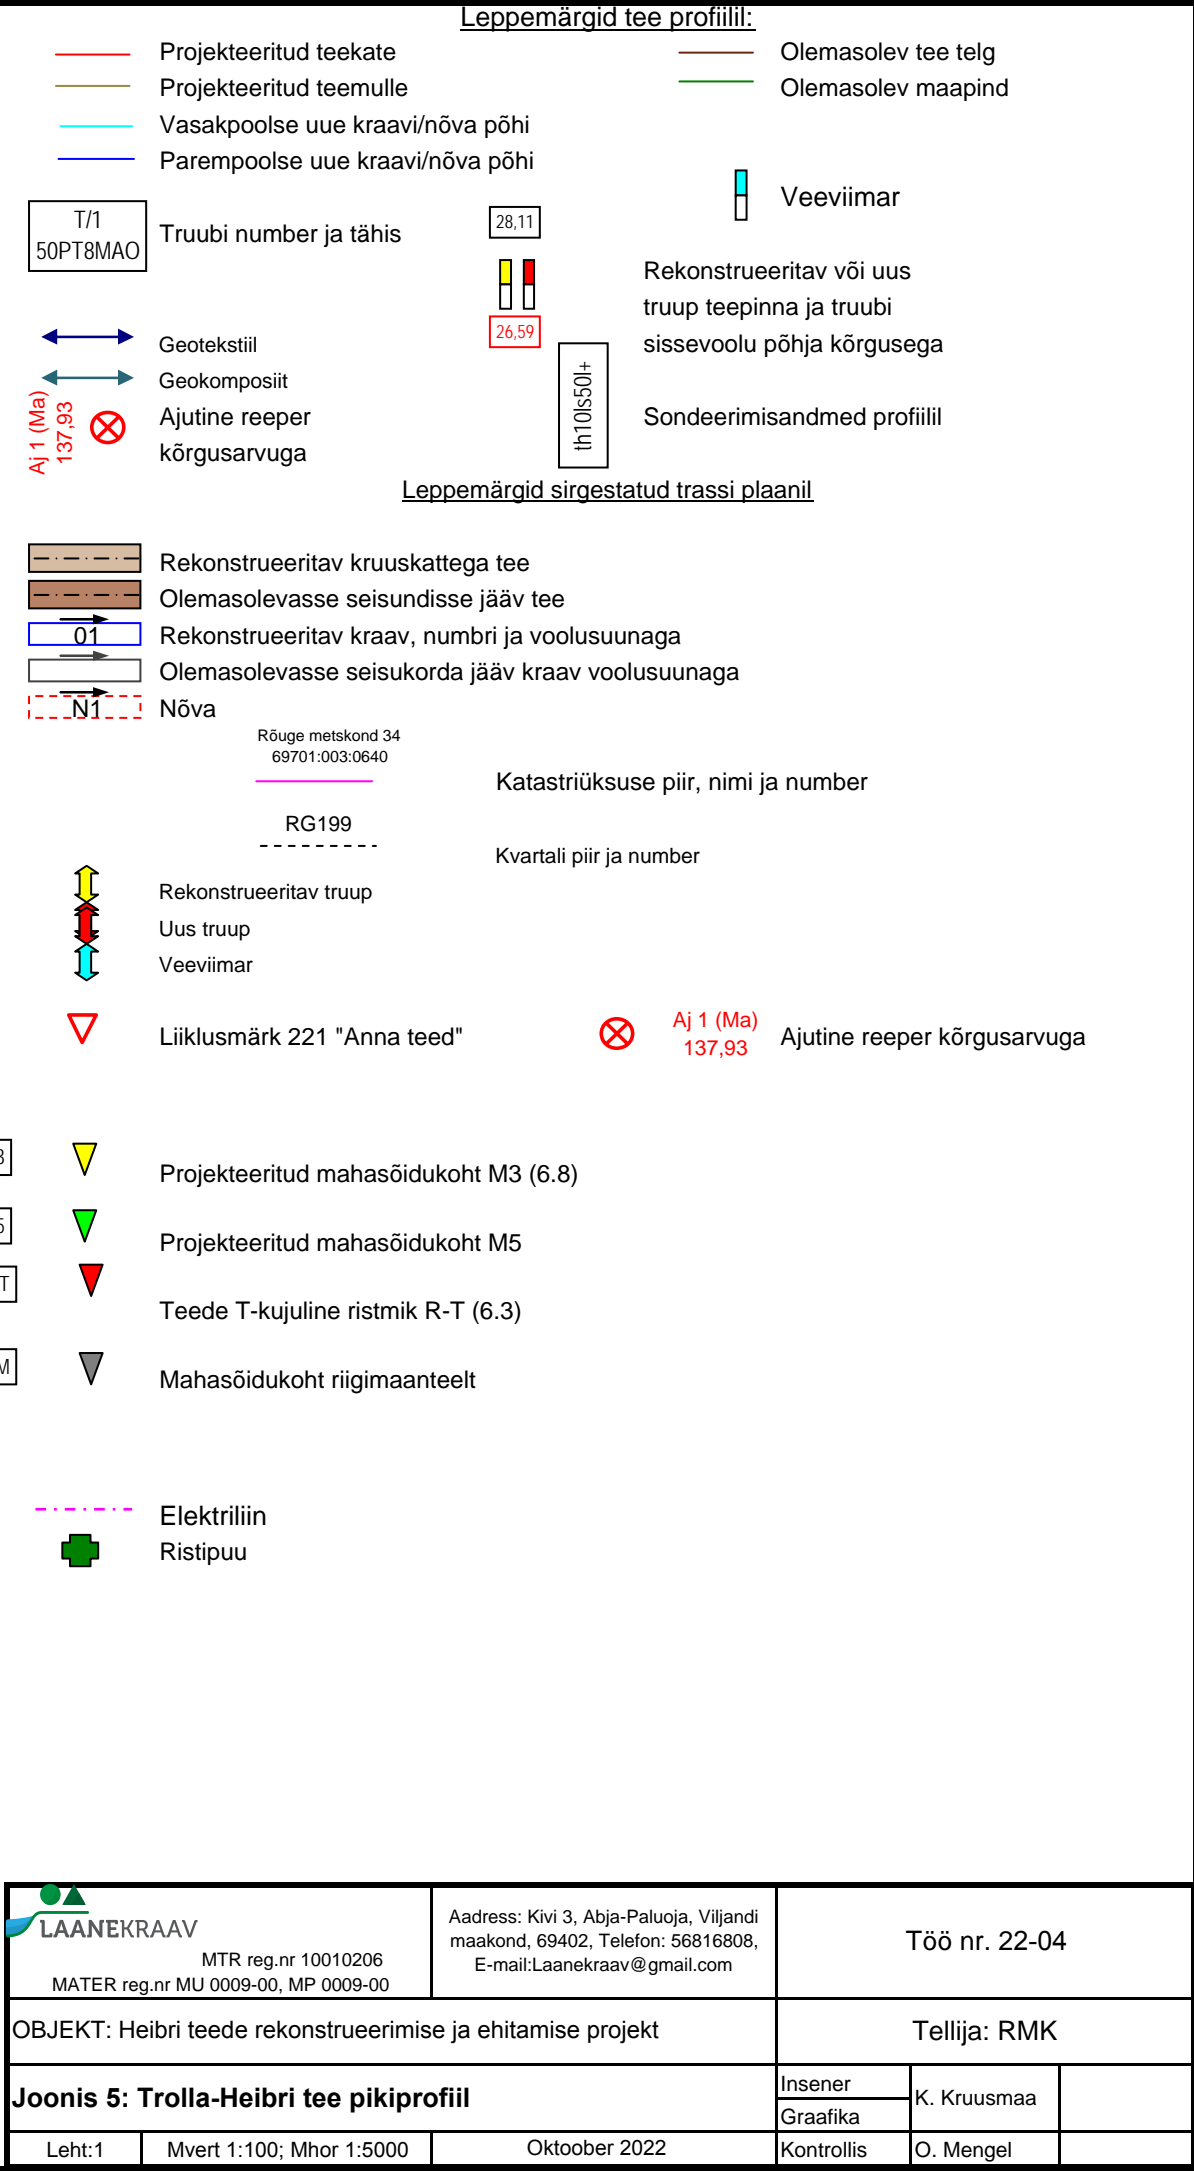 Leppemärgid tee profiilil:
Projekteeritud teekate
Olemasolev tee telg
Projekteeritud teemulle
Olemasolev maapind
Vasakpoolse uue kraavi/nõva põhi
Parempoolse uue kraavi/nõva põhi
Veeviimar
T/1
50PT8MAO
Truubi number ja tähis
28,11
26,59
Rekonstrueeritav või uus
truup teepinna ja truubi
sissevoolu põhja kõrgusega
Geotekstiil
Geokomposiit
Aj 1 (Ma)
137,93
Ajutine reeper
kõrgusarvuga
th10ls50l+
Sondeerimisandmed profiilil
Leppemärgid sirgestatud trassi plaanil
Rekonstrueeritav kruuskattega tee
Olemasolevasse seisundisse jääv tee
01
Rekonstrueeritav kraav, numbri ja voolusuunaga
Olemasolevasse seisukorda jääv kraav voolusuunaga
N1
Nõva
Rõuge metskond 34
69701:003:0640
Katastriüksuse piir, nimi ja number
RG199
Kvartali piir ja number
Rekonstrueeritav truup
Uus truup
Veeviimar
Liiklusmärk 221 "Anna teed"
Aj 1 (Ma)
137,93
Ajutine reeper kõrgusarvuga
Projekteeritud mahasõidukoht M3 (6.8)
Projekteeritud mahasõidukoht M5
T
Teede T-kujuline ristmik R-T (6.3)
M
Mahasõidukoht riigimaanteelt
Elektriliin
Ristipuu
LAANEKRAAV
MTR reg.nr 10010206
MATER reg.nr MU 0009-00, MP 0009-00
Aadress: Kivi 3, Abja-Paluoja, Viljandi
maakond, 69402, Telefon: 56816808,
E-mail:Laanekraav@gmail.com
Töö nr. 22-04
OBJEKT: Heibri teede rekonstrueerimise ja ehitamise projekt
Tellija: RMK
Joonis 5: Trolla-Heibri tee pikiprofiil
Insener
Graafika
K. Kruusmaa
Leht:1
Mvert 1:100; Mhor 1:5000
Oktoober 2022
Kontrollis
O. Mengel